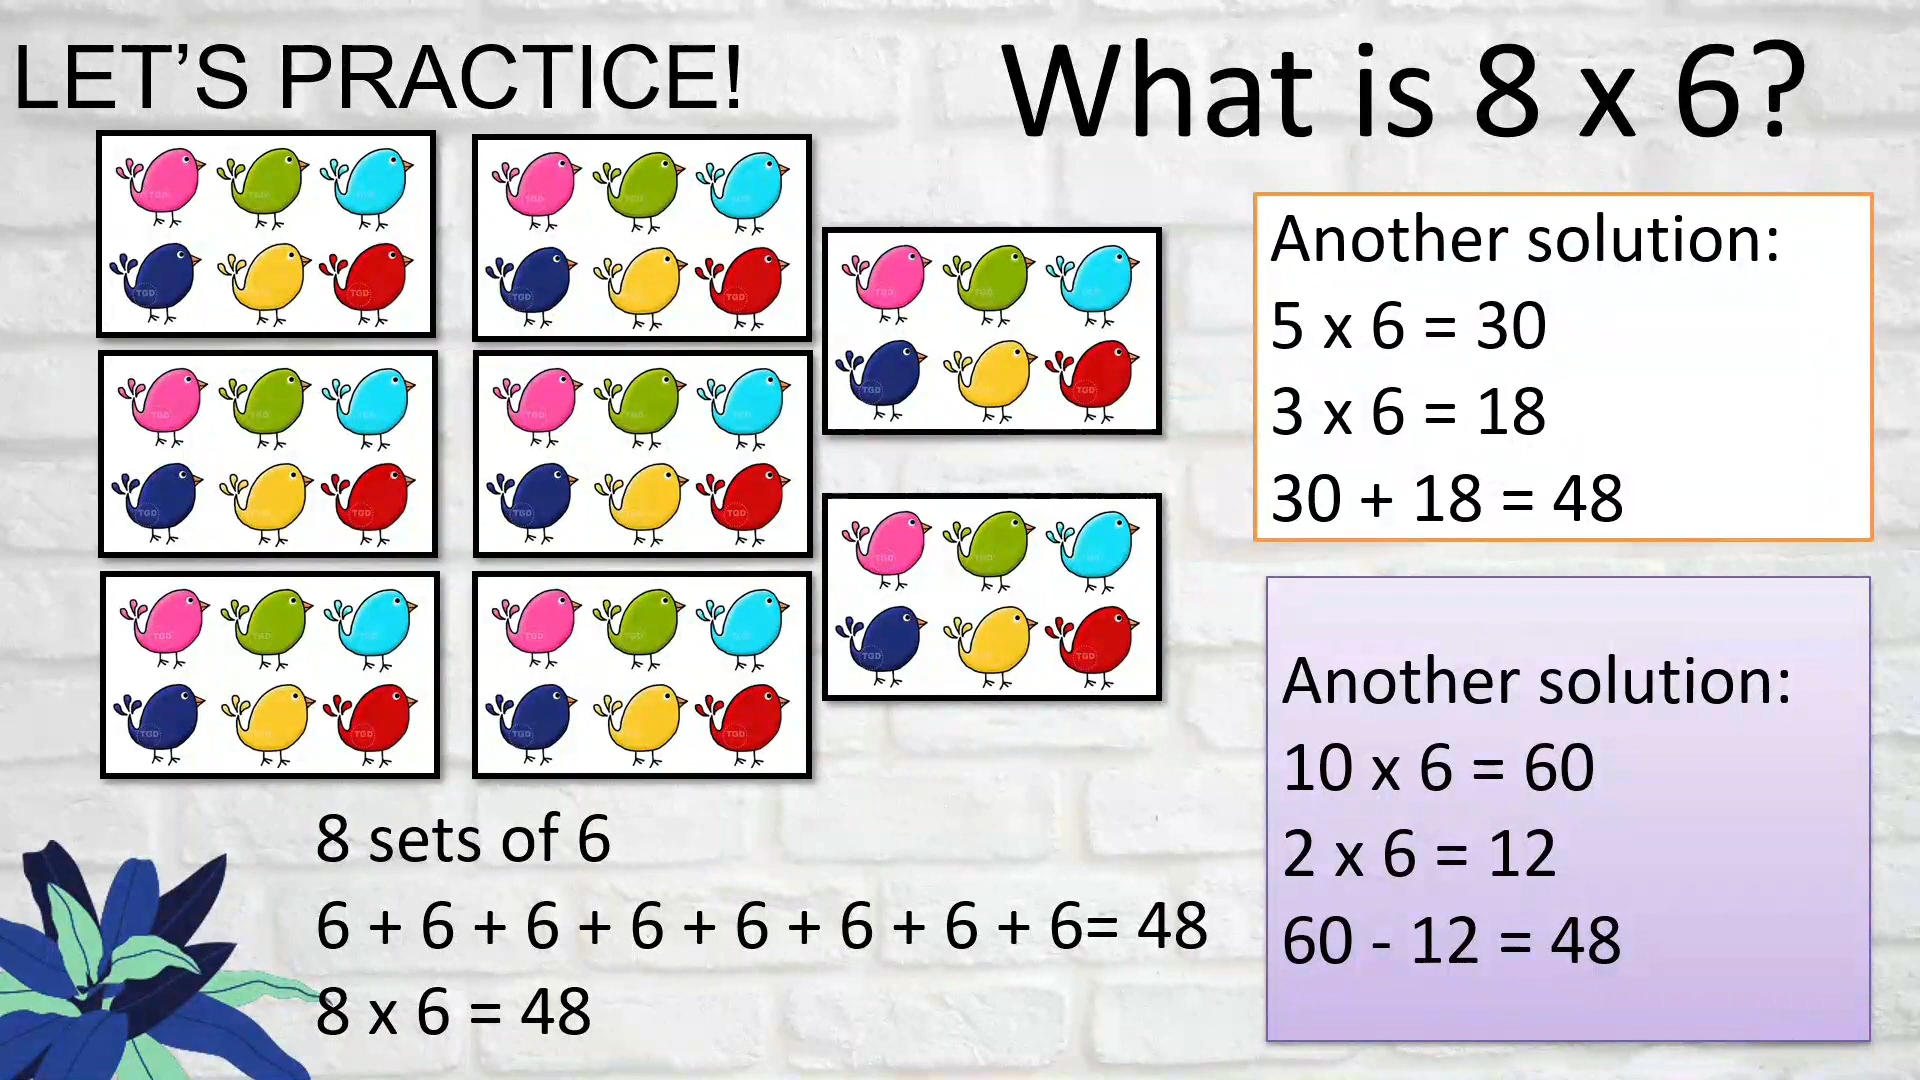 LET’S PRACTICE!
What is 8 x 6?
Another solution:
5 x 6 = 30
3 x 6 = 18
30 + 18 = 48
Another solution:
10 x 6 = 60
2 x 6 = 12
60 - 12 = 48
8 sets of 6
6 + 6 + 6 + 6 + 6 + 6 + 6 + 6= 48
8 x 6 = 48